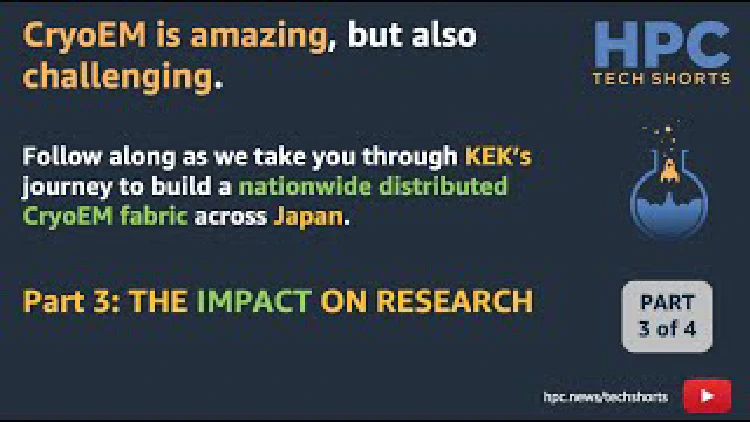 CryoEM is amazing, but also
challenging.
HPC
TECH SHORTS
Follow along as we take you through KEK's
journey to build a nationwide distributed
CryoEM fabric across Japan.
Part 3: THE IMPACT ON RESEARCH
PART
3 of 4
hpc.news/techshorts